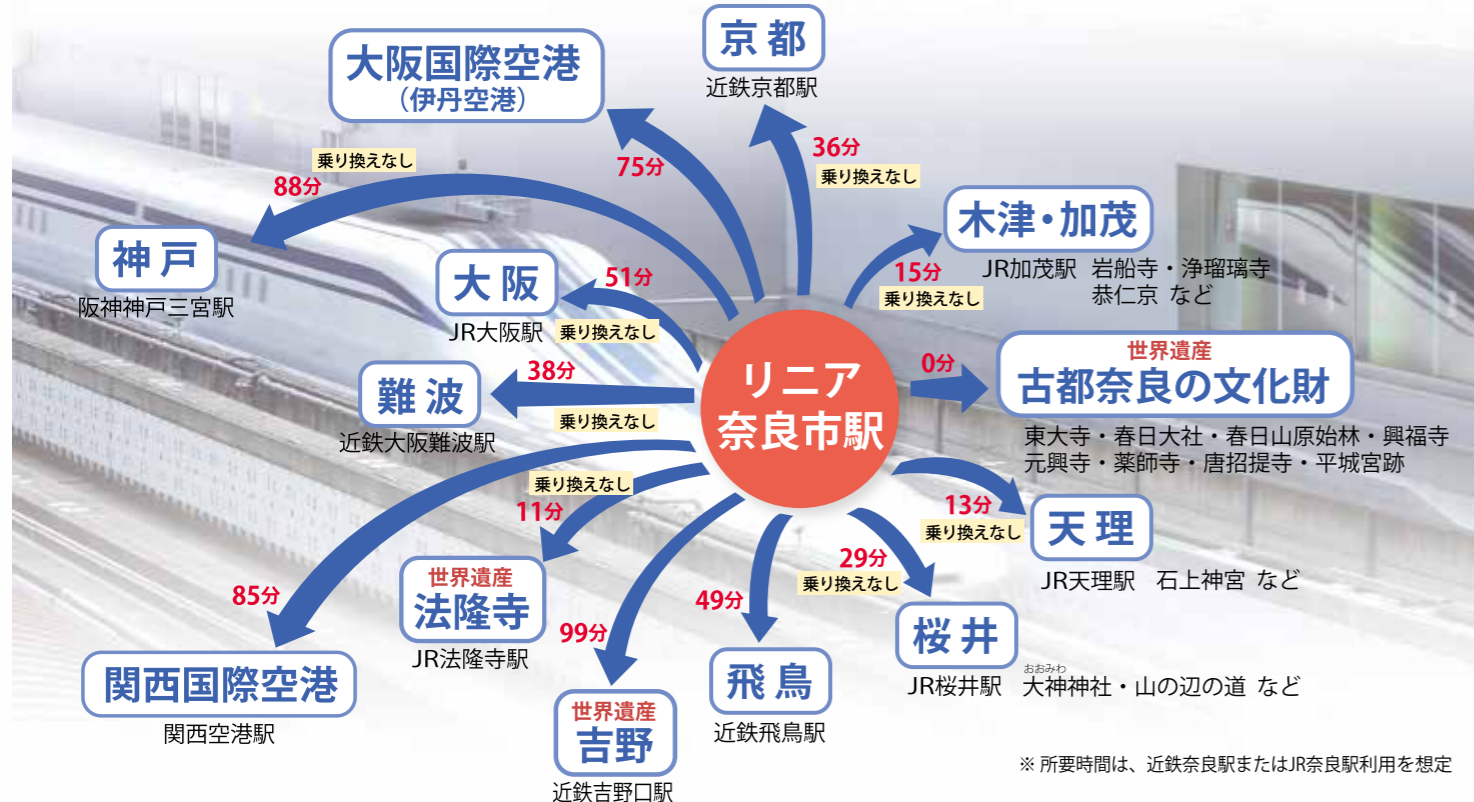 京都
近鉄京都駅
36分
乗り換えなし
大阪国際空港
（伊丹空港）
75分
乗り換えなし
88分
神戸
阪神神戸三宮駅
木津・加茂
15分
乗り換えなし
JR加茂駅 岩船寺・浄瑠璃寺
恭仁京 など
大阪
51分
JR大阪駅
乗り換えなし
リニア
奈良市駅
0分
世界遺産
古都奈良の文化財
東大寺・春日大社・春日山原始林・興福寺
元興寺・薬師寺・唐招提寺・平城宮跡
難波
38分
乗り換えなし
近鉄大阪難波駅
乗り換えなし
11分
世界遺産
法隆寺
JR法隆寺駅
13分
乗り換えなし
天理
JR天理駅 石上神宮 など
29分
乗り換えなし
桜井
おおみわ
JR桜井駅 大神神社・山の辺の道 など
85分
関西国際空港
関西空港駅
99分
世界遺産
吉野
近鉄吉野口駅
49分
飛鳥
近鉄飛鳥駅
※ 所要時間は、近鉄奈良駅またはJR奈良駅利用を想定